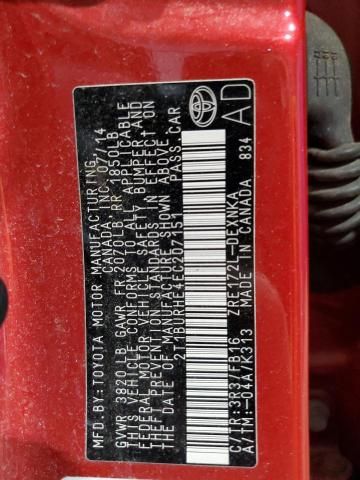 MFD.BY:TOYOTA MOTOR MANUFACTURING
CANADA INC. 07/14
GVWR 3820 LB GAWR FR 2070LB RR 1850LB
THIS VEHICLE CONFORMS TO ALL APPLICABLE
FEDERAL MOTOR VEHICLE SAFETY, BUMPER, AND
THEFT PREVENTION STANDARDS IN EFFECT ON
THE DATE OF MANUFACTURE SHOWN ABOVE.
2T1BURHE4EC207151 PASS.CAR
ZRE172L-DEXNKA
C/TR:3R3/FB16 MADE IN CANADA
A/TM:-04A/K313 834
AD